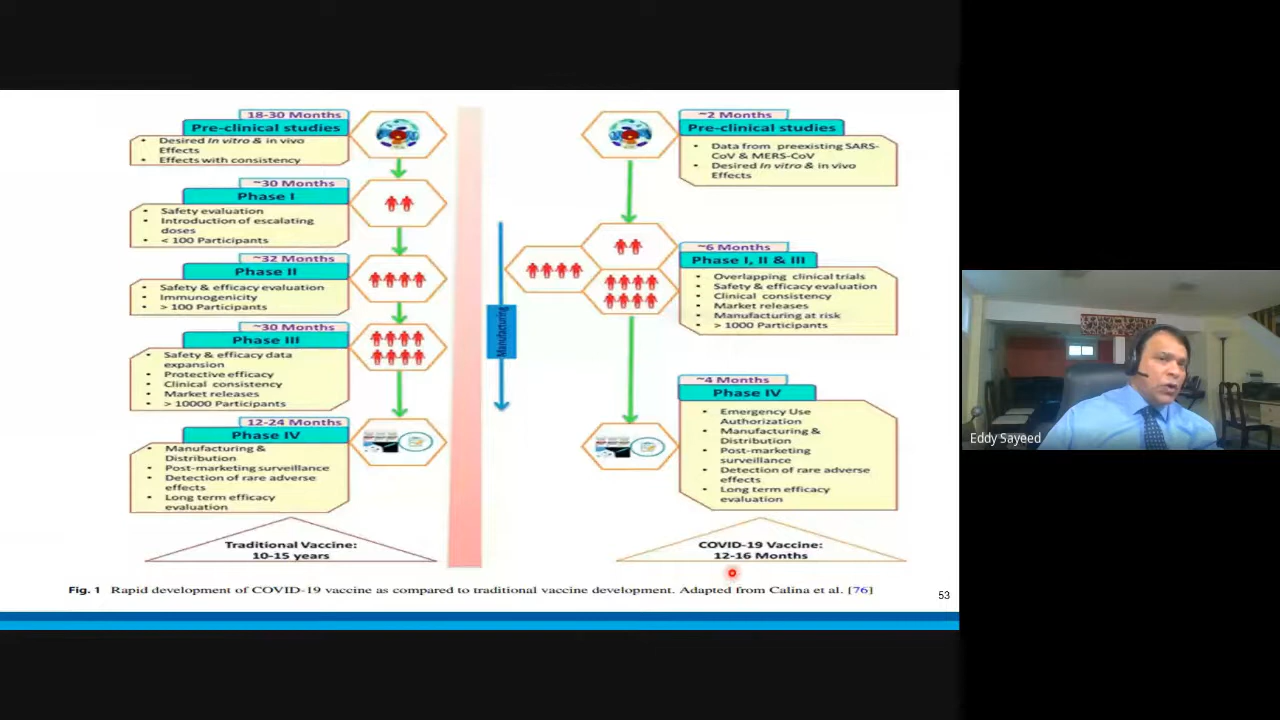 18-30 Months
Pre-clinical studies
• Desired In vitro & in vivo
Effects
• Effects with consistency
~30 Months
Phase I
• Safety evaluation
• Introduction of escalating
doses
• < 100 Participants
~32 Months
Phase II
• Safety & efficacy evaluation
• Immunogenicity
• > 100 Participants
~30 Months
Phase III
• Safety & efficacy data
expansion
• Protective efficacy
• Clinical consistency
• Market releases
• > 10000 Participants
12-24 Months
Phase IV
• Manufacturing &
Distribution
• Post-marketing surveillance
• Detection of rare adverse
effects
• Long term efficacy
evaluation
Traditional Vaccine:
10-15 years
Manufacturing
~2 Months
Pre-clinical studies
• Data from preexisting SARS-
CoV & MERS-CoV
• Desired In vitro & in vivo
Effects
~6 Months
Phase I, II & III
• Overlapping clinical trials
• Safety & efficacy evaluation
• Clinical consistency
• Market releases
• Manufacturing at risk
• > 1000 Participants
~4 Months
Phase IV
• Emergency Use
Authorization
• Manufacturing &
Distribution
• Post-marketing
surveillance
• Detection of rare adverse
effects
• Long term efficacy
evaluation
COVID-19 Vaccine:
12-16 Months
Fig. 1 Rapid development of COVID-19 vaccine as compared to traditional vaccine development. Adapted from Calina et al. [76]
53
Eddy Sayeed